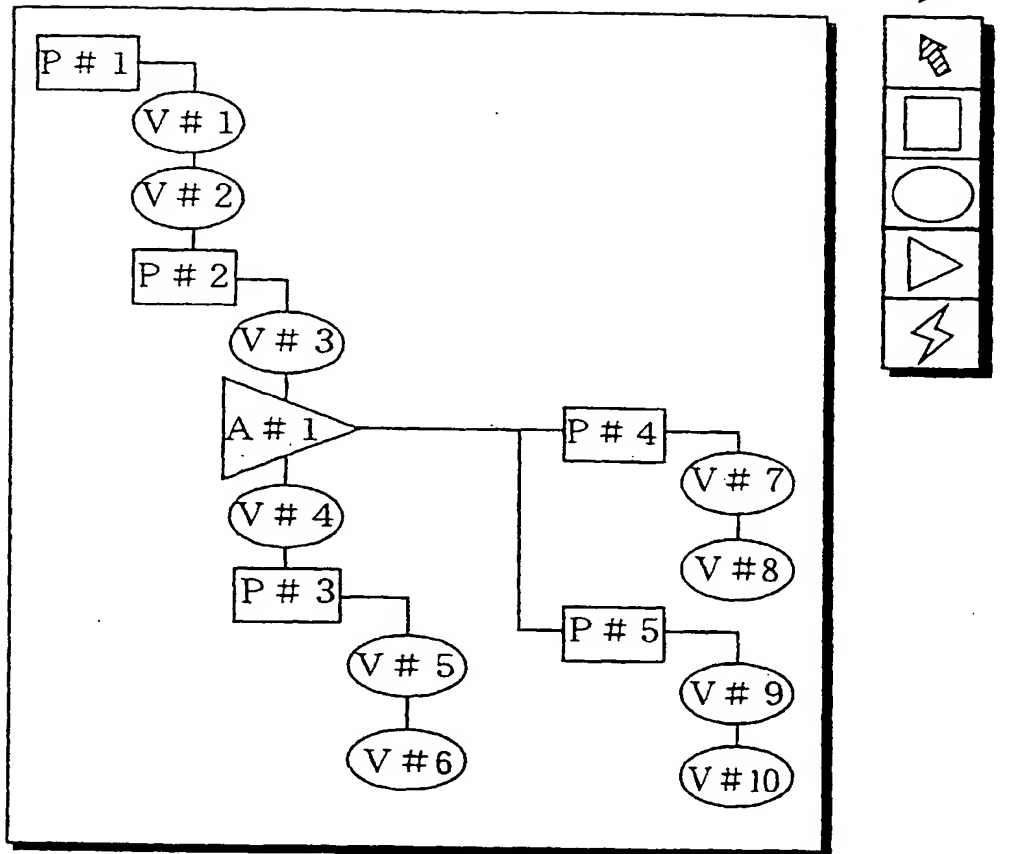 P # 1
V # 1
V # 2
P # 2
V # 3
A # 1
P # 4
V # 7
V # 4
V #8
P # 3
P # 5
V # 5
V # 9
V #6
V #10